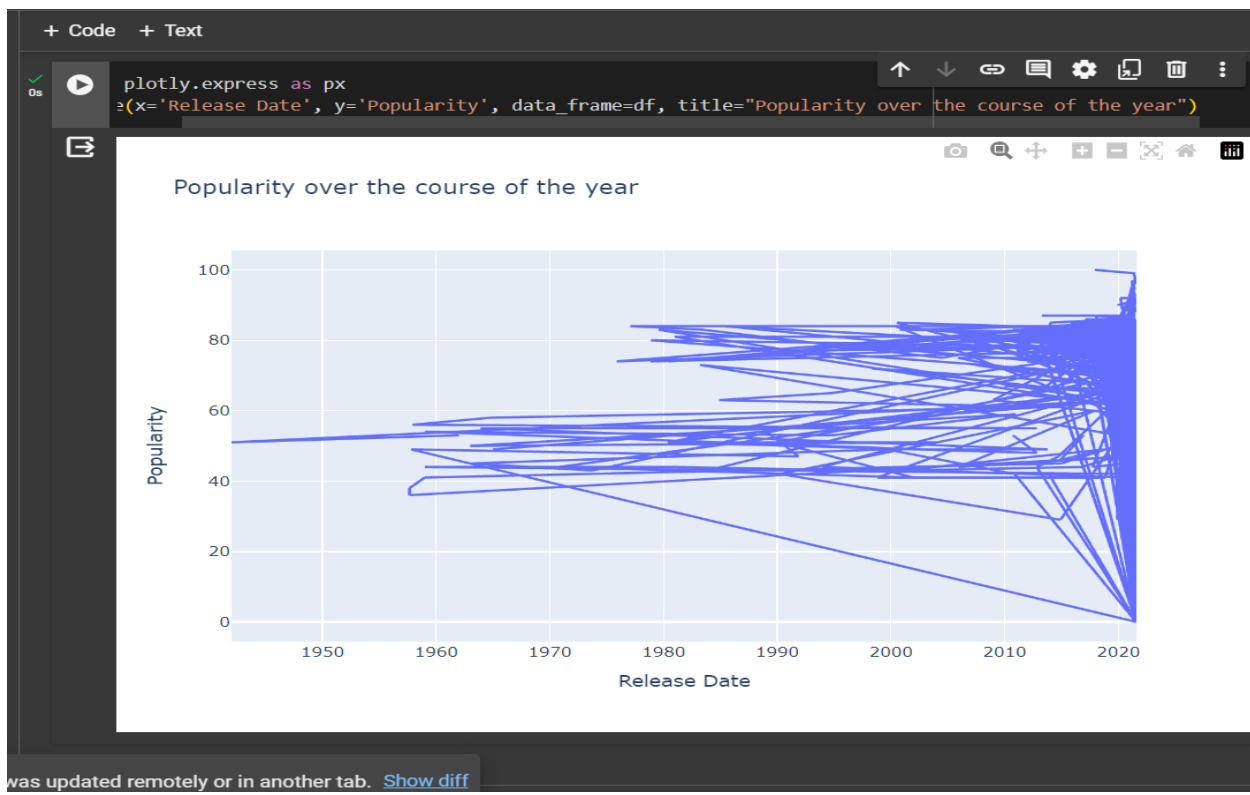 + Code + Text
0s
plotly.express as px
e(x='Release Date', y='Popularity', data_frame=df, title="Popularity over the course of the year")
Popularity over the course of the year
100
80
60
40
20
0
Popularity
1950 1960 1970 1980 1990 2000 2010 2020
Release Date
was updated remotely or in another tab. Show diff